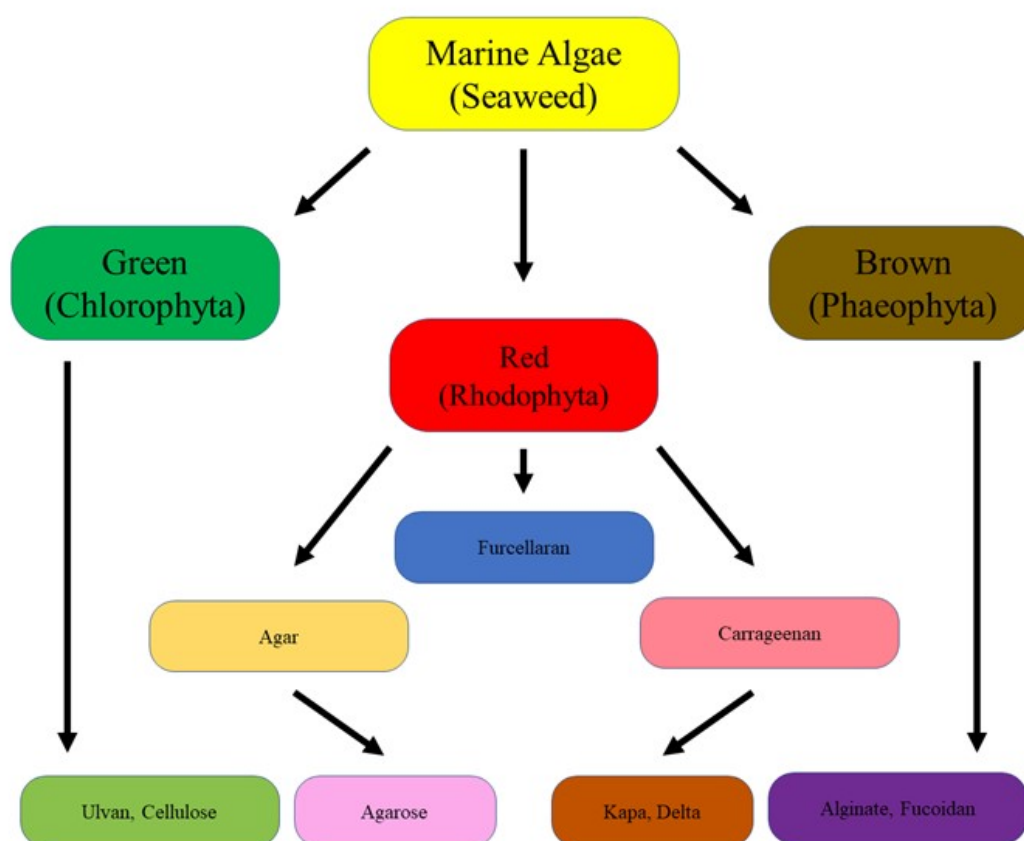 Marine Algae
(Seaweed)
Green
(Chlorophyta)
Brown
(Phaeophyta)
Red
(Rhodophyta)
Furcellaran
Agar
Carrageenan
Ulvan, Cellulose
Agarose
Kapa, Delta
Alginate, Fucoidan